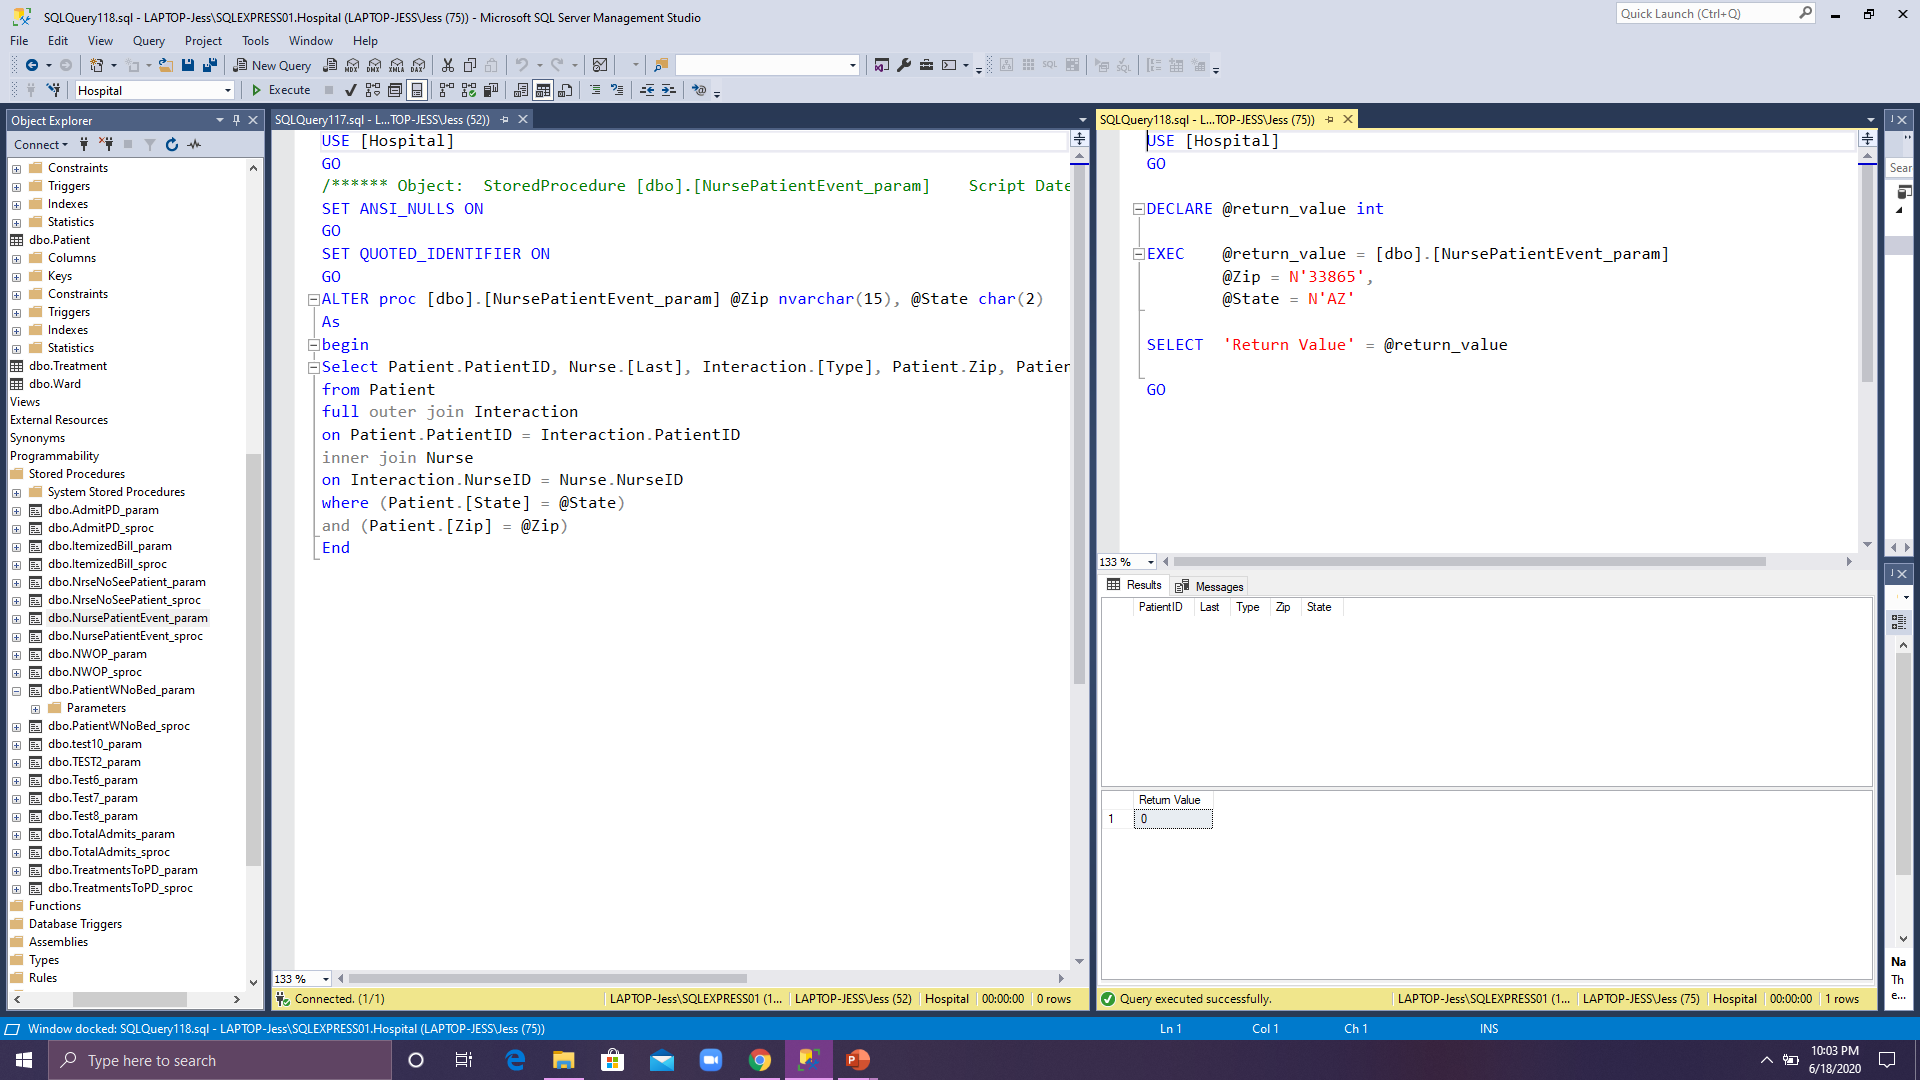 SQLQuery118.sql - LAPTOP-Jess\SQLEXPRESS01.Hospital (LAPTOP-JESS\Jess (75)) - Microsoft SQL Server Management Studio
Quick Launch (Ctrl+Q)
File Edit View Query Project Tools Window Help
New Query
MDX DMX XMLA DAX
Hospital
Execute
Object Explorer
Connect
Constraints
Triggers
Indexes
Statistics
dbo.Patient
Columns
Keys
Constraints
Triggers
Indexes
Statistics
dbo.Treatment
dbo.Ward
Views
External Resources
Synonyms
Programmability
Stored Procedures
System Stored Procedures
dbo.AdmitPD_param
dbo.AdmitPD_sproc
dbo.ItemizedBill_param
dbo.ItemizedBill_sproc
dbo.NrseNoSeePatient_param
dbo.NrseNoSeePatient_sproc
dbo.NursePatientEvent_param
dbo.NursePatientEvent_sproc
dbo.NWOP_param
dbo.NWOP_sproc
dbo.PatientWNoBed_param
Parameters
dbo.PatientWNoBed_sproc
dbo.test10_param
dbo.TEST2_param
dbo.Test6_param
dbo.Test7_param
dbo.Test8_param
dbo.TotalAdmits_param
dbo.TotalAdmits_sproc
dbo.TreatmentsToPD_param
dbo.TreatmentsToPD_sproc
Functions
Database Triggers
Assemblies
Types
Rules
SQLQuery117.sql - L...TOP-JESS\Jess (52))
USE [Hospital]
GO
/****** Object:  StoredProcedure [dbo].[NursePatientEvent_param]    Script Date
SET ANSI_NULLS ON
GO
SET QUOTED_IDENTIFIER ON
GO
ALTER proc [dbo].[NursePatientEvent_param] @Zip nvarchar(15), @State char(2)
As
begin
Select Patient.PatientID, Nurse.[Last], Interaction.[Type], Patient.Zip, Patien
from Patient
full outer join Interaction
on Patient.PatientID = Interaction.PatientID
inner join Nurse
on Interaction.NurseID = Nurse.NurseID
where (Patient.[State] = @State)
and (Patient.[Zip] = @Zip)
End
133 %
Connected. (1/1)
LAPTOP-Jess\SQLEXPRESS01 (1... LAPTOP-JESS\Jess (52) Hospital 00:00:00 0 rows
SQLQuery118.sql - L...TOP-JESS\Jess (75))
USE [Hospital]
GO
DECLARE @return_value int
EXEC @return_value = [dbo].[NursePatientEvent_param]
@Zip = N'33865',
@State = N'AZ'
SELECT 'Return Value' = @return_value
GO
133 %
Results Messages
PatientID Last Type Zip State
Return Value
1 0
Query executed successfully.
LAPTOP-Jess\SQLEXPRESS01 (1... LAPTOP-JESS\Jess (75) Hospital 00:00:00 1 rows
Sear
Na
Th
e...
Window docked: SQLQuery118.sql - LAPTOP-Jess\SQLEXPRESS01.Hospital (LAPTOP-JESS\Jess (75))
Ln 1 Col 1 Ch 1 INS
Type here to search
10:03 PM
6/18/2020